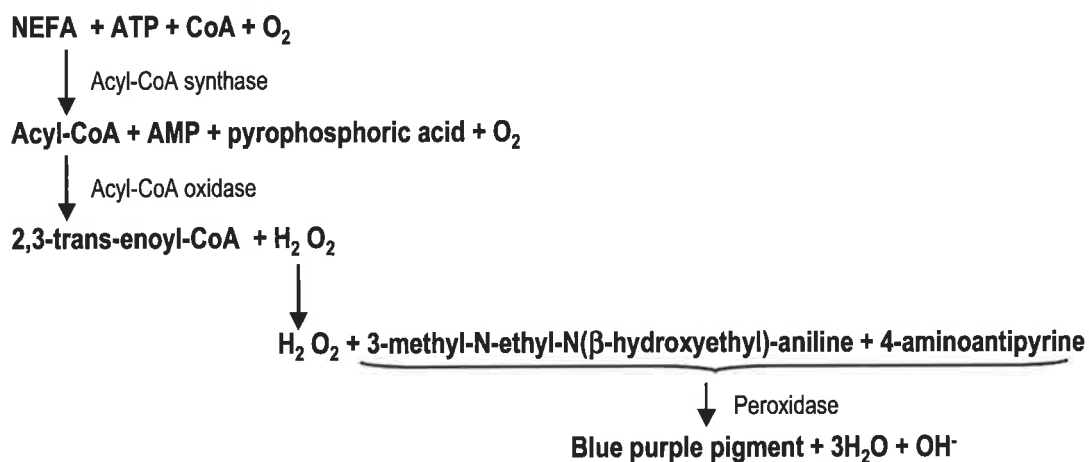 NEFA + ATP + CoA + O₂
Acyl-CoA synthase
Acyl-CoA + AMP + pyrophosphoric acid + O₂
Acyl-CoA oxidase
2,3-trans-enoyl-CoA + H₂ O₂
H₂ O₂ + 3-methyl-N-ethyl-N(β-hydroxyethyl)-aniline + 4-aminoantipyrine
Peroxidase
Blue purple pigment + 3H₂O + OH⁻